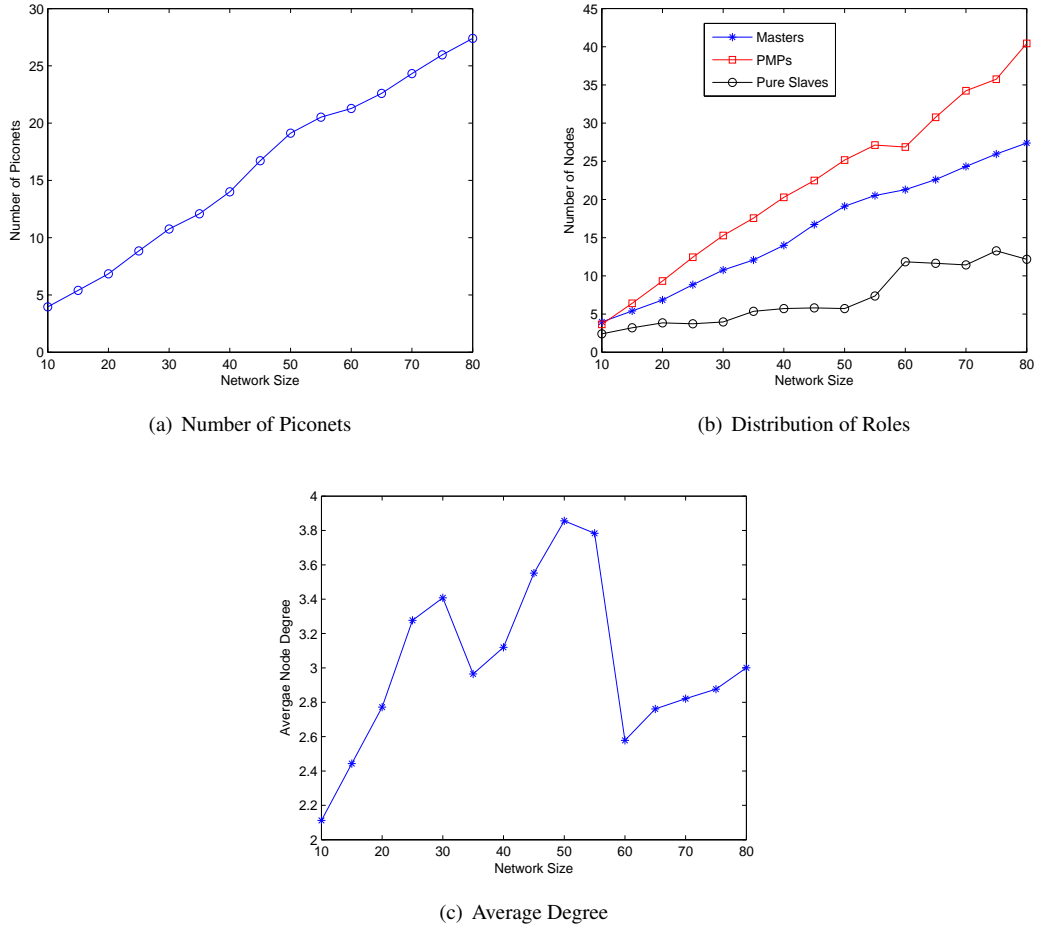 30
25
20
15
10
5
0
Number of Piconets
10 20 30 40 50 60 70 80
Network Size
(a) Number of Piconets
45
40
35
30
25
20
15
10
5
0
Number of Nodes
Masters
PMPs
Pure Slaves
10 20 30 40 50 60 70 80
Network Size
(b) Distribution of Roles
4
3.8
3.6
3.4
3.2
3
2.8
2.6
2.4
2.2
2
Avergae Node Degree
10 20 30 40 50 60 70 80
Network Size
(c) Average Degree